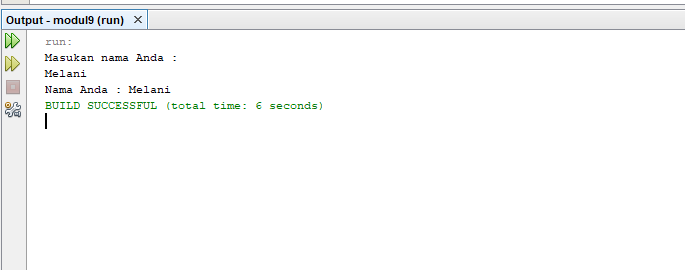 Output - modul9 (run)
run:
Masukan nama Anda :
Melani
Nama Anda : Melani
BUILD SUCCESSFUL (total time: 6 seconds)